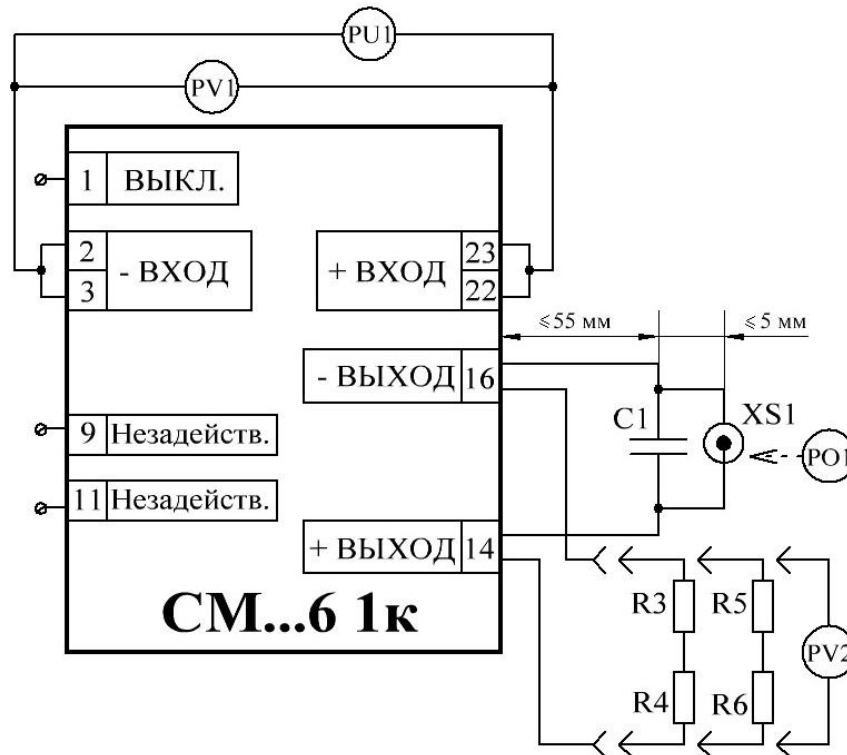 PU1
PV1
1 ВЫКЛ.
2
3
- ВХОД
+ ВХОД
23
22
≤55 мм
≤5 мм
- ВЫХОД 16
C1
XS1
PO1
9 Незадейств.
11 Незадейств.
+ ВЫХОД 14
СМ...6 1к
R3
R5
PV2
R4
R6